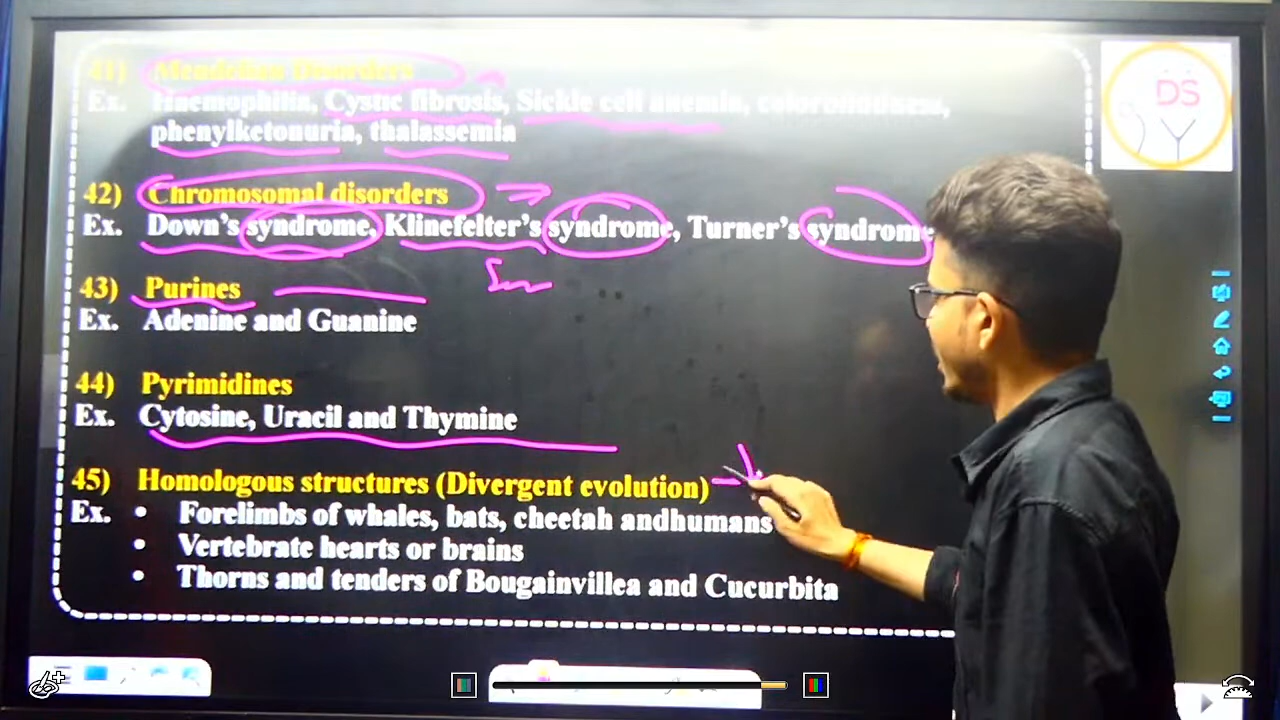 41) Mendelian Disorders
Ex. Haemophilia, Cystic fibrosis, Sickle cell anemia, colorblindness,
phenylketonuria, thalassemia
42) Chromosomal disorders
Ex. Down's syndrome, Klinefelter's syndrome, Turner's syndrome
43) Purines
Ex. Adenine and Guanine
44) Pyrimidines
Ex. Cytosine, Uracil and Thymine
45) Homologous structures (Divergent evolution)
Ex. • Forelimbs of whales, bats, cheetah andhumans
• Vertebrate hearts or brains
• Thorns and tenders of Bougainvillea and Cucurbita
DS